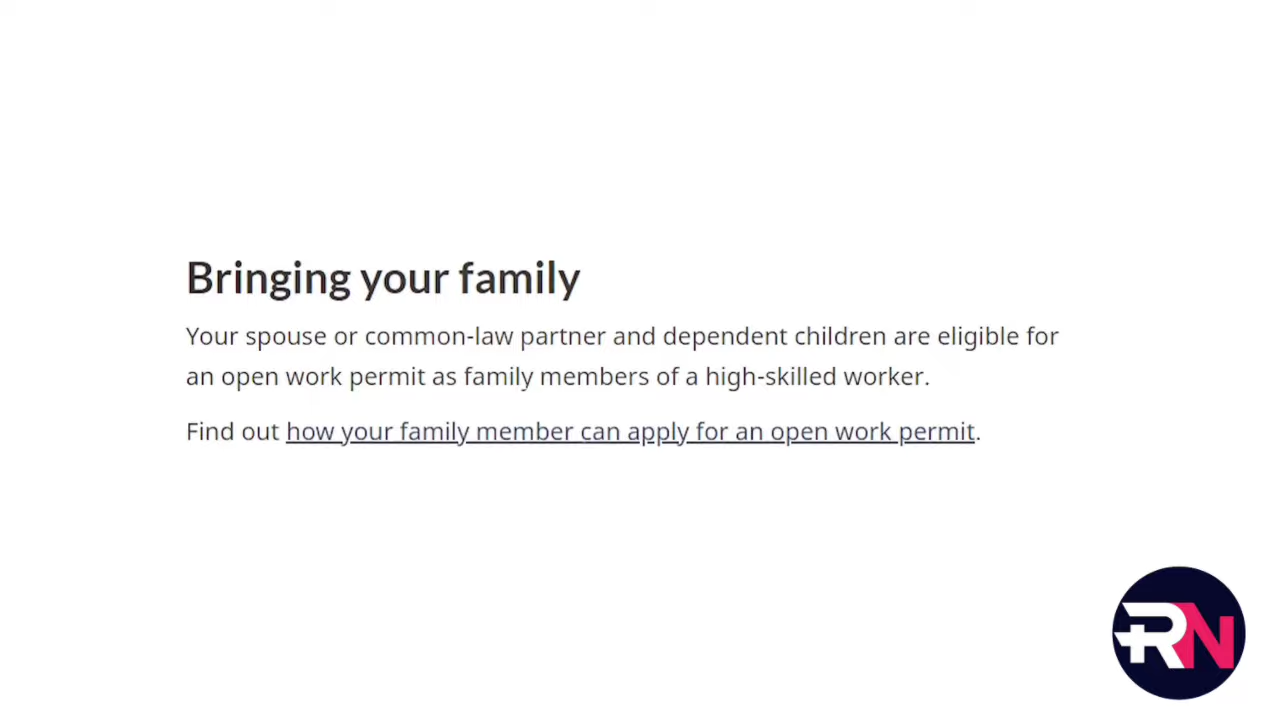 Bringing your family
Your spouse or common-law partner and dependent children are eligible for
an open work permit as family members of a high-skilled worker.
Find out how your family member can apply for an open work permit.
RN